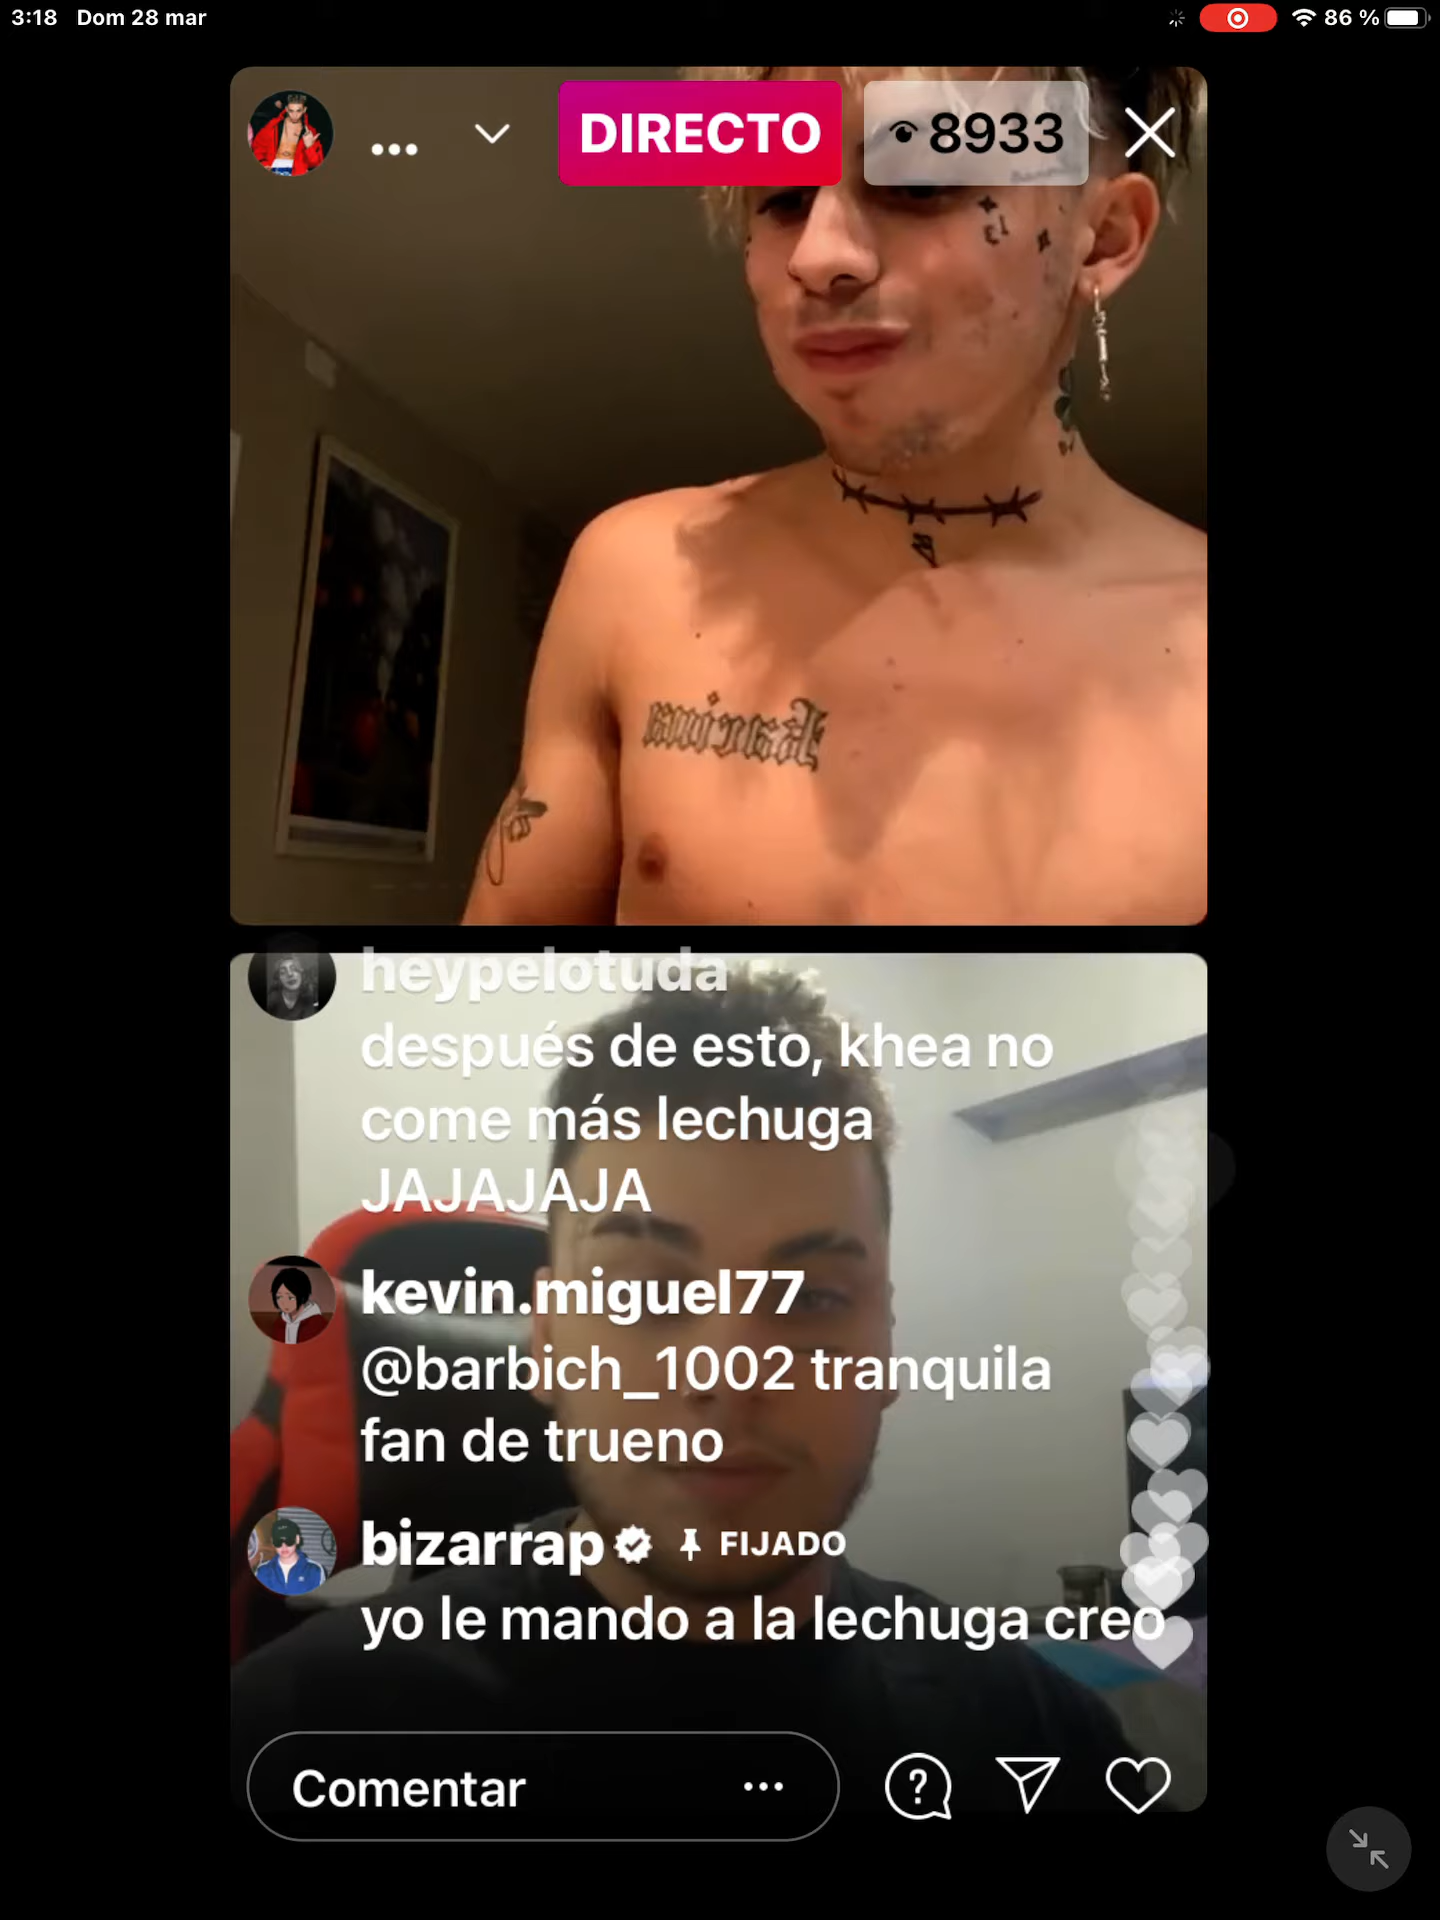 3:18 Dom 28 mar 86 %
... DIRECTO 8933
Karina
heypelotuda
después de esto, khea no
come más lechuga
JAJAJAJA
kevin.miguel77
@barbich_1002 tranquila
fan de trueno
bizarrap FIJADO
yo le mando a la lechuga creo
Comentar ...